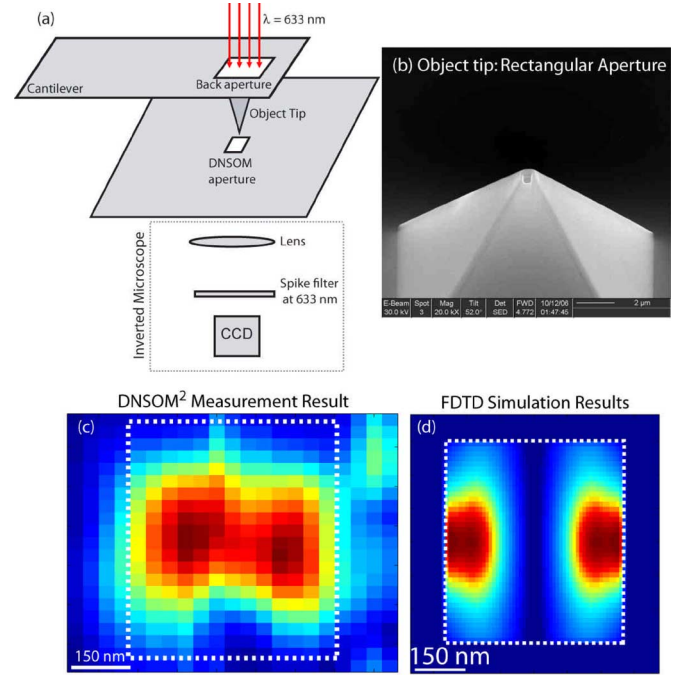 (a)
λ = 633 nm
Cantilever
Back aperture
Object Tip
DNSOM
aperture
Inverted Microscope
Lens
Spike filter
at 633 nm
CCD
(b) Object tip: Rectangular Aperture
E-Beam Spot Mag Tilt Det FWD 10/12/06 2 µm
30.0 kV 3 20.0 kX 52.0° SED 4.772 01:47:45
DNSOM² Measurement Result
(c)
150 nm
FDTD Simulation Results
(d)
150 nm